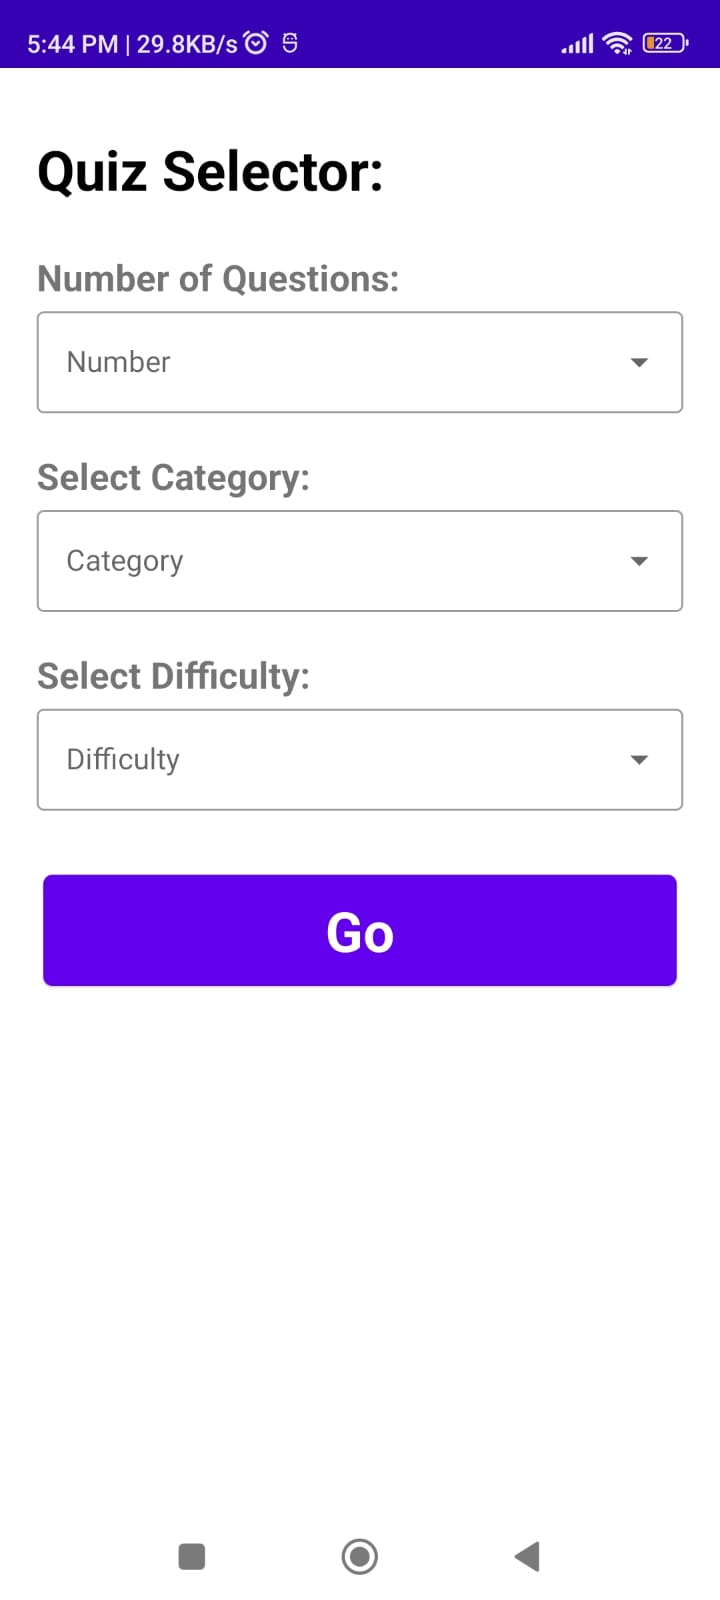 5:44 PM | 29.8KB/s 22
Quiz Selector:
Number of Questions:
Number
Select Category:
Category
Select Difficulty:
Difficulty
Go